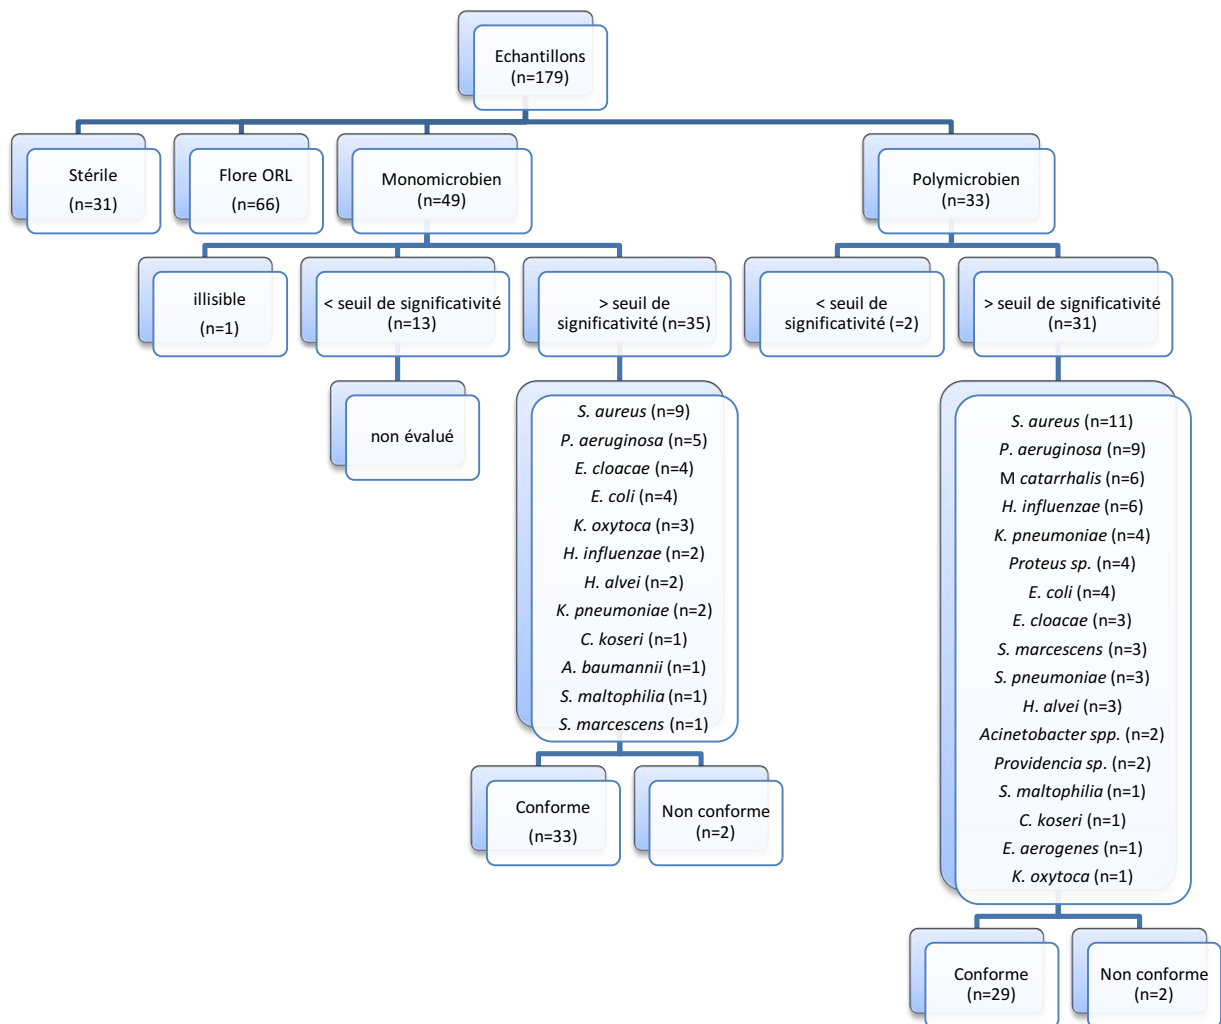 Echantillons
(n=179)
Stérile
(n=31)
Flore ORL
(n=66)
Monomicrobien
(n=49)
Polymicrobien
(n=33)
illisible
(n=1)
< seuil de significativité
(n=13)
> seuil de
significativité (n=35)
< seuil de
significativité (=2)
> seuil de significativité
(n=31)
non évalué
S. aureus (n=9)
P. aeruginosa (n=5)
E. cloacae (n=4)
E. coli (n=4)
K. oxytoca (n=3)
H. influenzae (n=2)
H. alvei (n=2)
K. pneumoniae (n=2)
C. koseri (n=1)
A. baumannii (n=1)
S. maltophilia (n=1)
S. marcescens (n=1)
S. aureus (n=11)
P. aeruginosa (n=9)
M catarrhalis (n=6)
H. influenzae (n=6)
K. pneumoniae (n=4)
Proteus sp. (n=4)
E. coli (n=4)
E. cloacae (n=3)
S. marcescens (n=3)
S. pneumoniae (n=3)
H. alvei (n=3)
Acinetobacter spp. (n=2)
Providencia sp. (n=2)
S. maltophilia (n=1)
C. koseri (n=1)
E. aerogenes (n=1)
K. oxytoca (n=1)
Conforme
(n=33)
Non conforme
(n=2)
Conforme
(n=29)
Non conforme
(n=2)